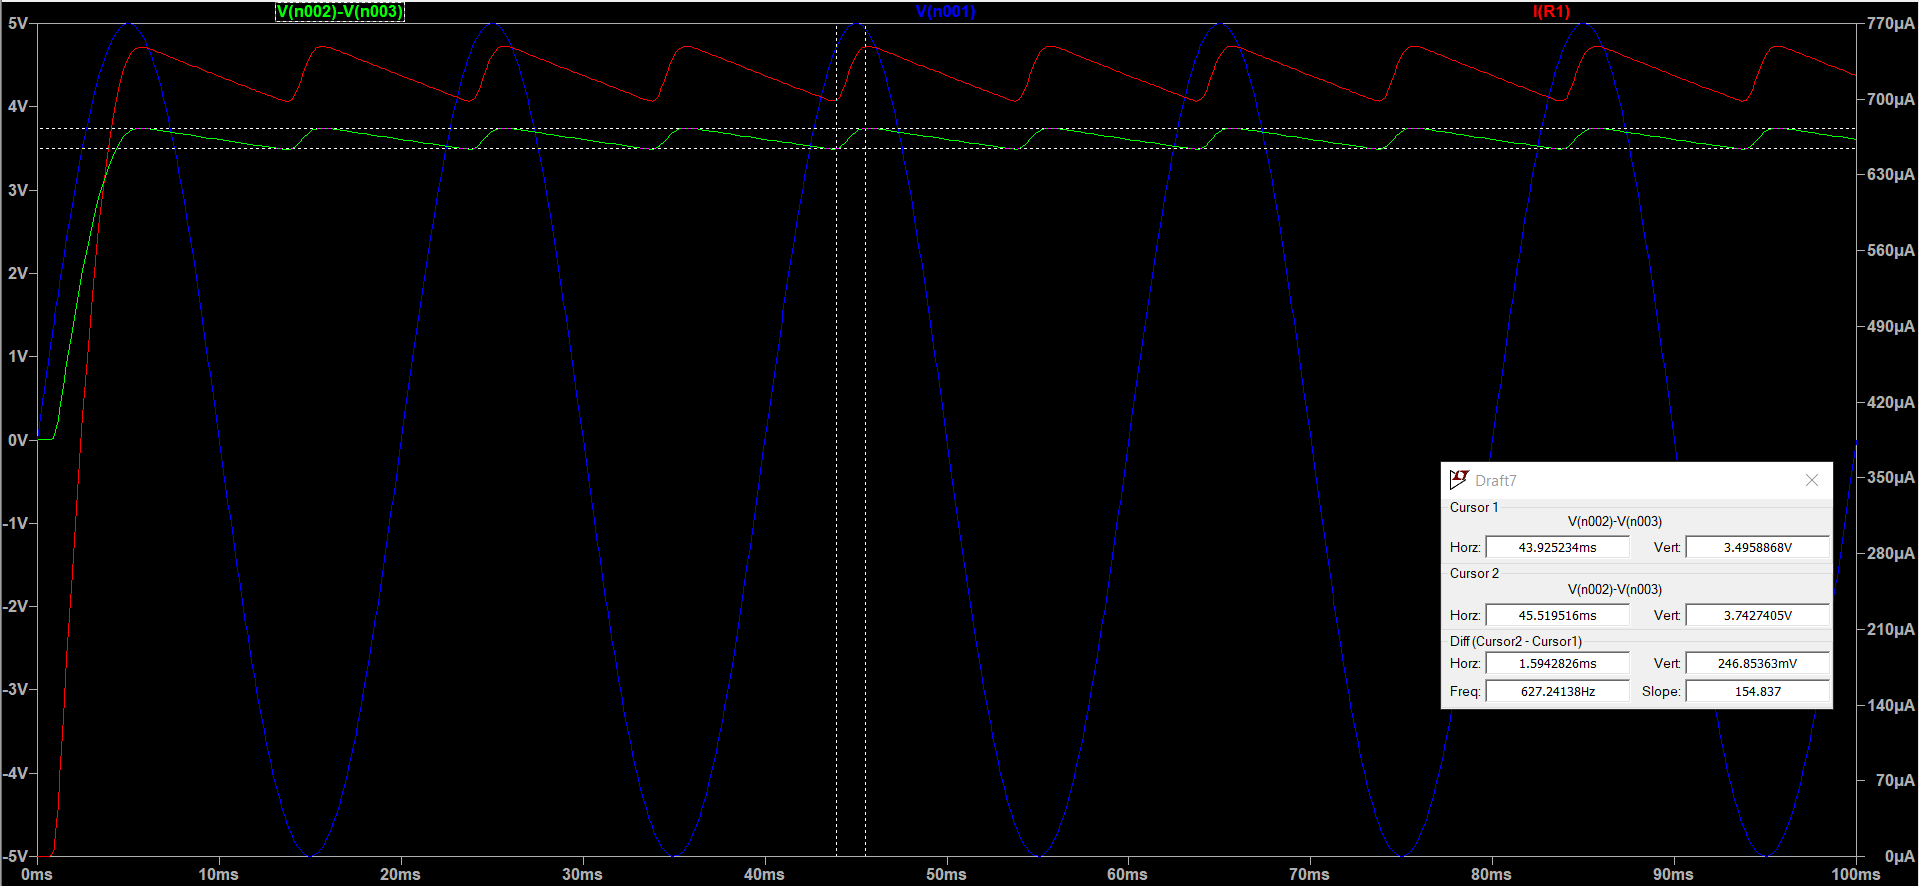 V(n002)-V(n003) V(n001) I(R1)
5V 770µA
4V 700µA
3V 630µA
2V 560µA
1V 490µA
0V 420µA
-1V 350µA
-2V 280µA
-3V 210µA
-4V 140µA
-5V 70µA
0µA
0ms 10ms 20ms 30ms 40ms 50ms 60ms 70ms 80ms 90ms 100ms
Draft7
Cursor 1
V(n002)-V(n003)
Horz: 43.925234ms Vert: 3.4958868V
Cursor 2
V(n002)-V(n003)
Horz: 45.519516ms Vert: 3.7427405V
Diff (Cursor2 - Cursor1)
Horz: 1.5942826ms Vert: 246.85363mV
Freq: 627.24138Hz Slope: 154.837